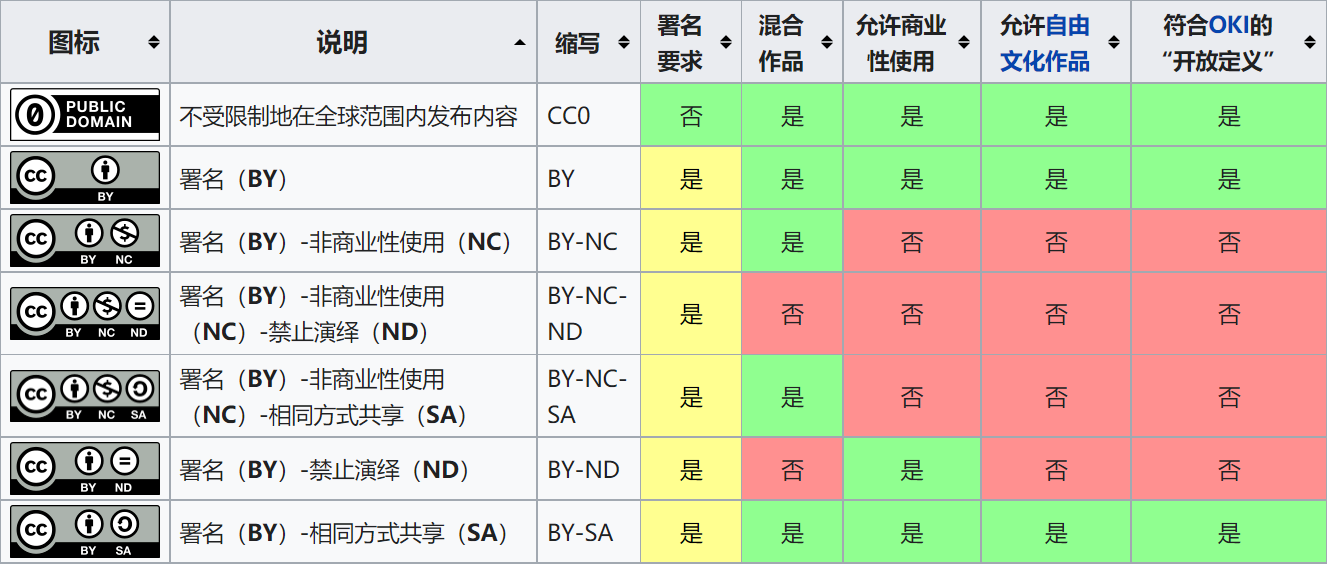 图标
说明
缩写
署名
要求
混合
作品
允许商业
性使用
允许自由
文化作品
符合OKI的
“开放定义”
0 PUBLIC
DOMAIN
不受限制地在全球范围内发布内容
CC0
否
是
是
是
是
cc
BY
署名（BY）
BY
是
是
是
是
是
cc
BY NC
署名（BY）-非商业性使用（NC）
BY-NC
是
是
否
否
否
cc
BY NC ND
署名（BY）-非商业性使用
（NC）-禁止演绎（ND）
BY-NC-
ND
是
否
否
否
否
cc
BY NC SA
署名（BY）-非商业性使用
（NC）-相同方式共享（SA）
BY-NC-
SA
是
是
否
否
否
cc
BY ND
署名（BY）-禁止演绎（ND）
BY-ND
是
否
是
否
否
cc
BY SA
署名（BY）-相同方式共享（SA）
BY-SA
是
是
是
是
是